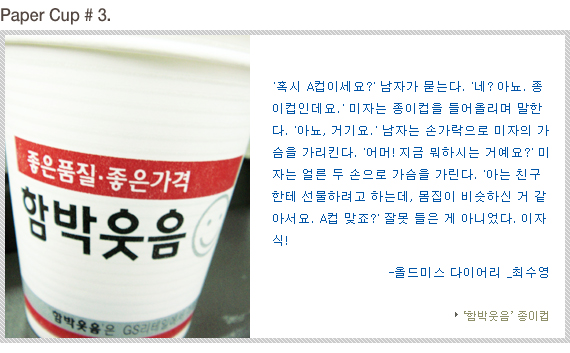 Paper Cup # 3.
'혹시 A컵이세요?' 남자가 묻는다. '네? 아뇨. 종
이컵인데요.' 미자는 종이컵을 들어올리며 말한
다. '아뇨, 거기요.' 남자는 손가락으로 미자의 가
슴을 가리킨다. '어머! 지금 뭐하시는 거예요?' 미
자는 얼른 두 손으로 가슴을 가린다. '아는 친구
한테 선물하려고 하는데, 몸집이 비슷하신 거 같
아서요. A컵 맞죠?' 잘못 들은 게 아니었다. 이자
식!
-올드미스 다이어리 _최수영
'함박웃음' 종이컵
좋은품질·좋은가격
함박웃음
함박웃음은 GS리테일